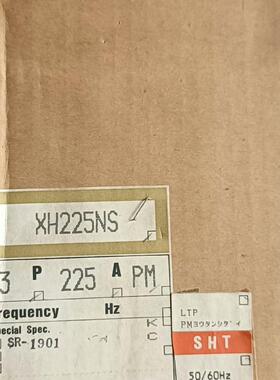 XH225NS
3 P 225 A PM
requency Hz
ecial Spec.
SR-1901
K
C
LTP
PMヨウタンシダイ
SHT
50/60Hz